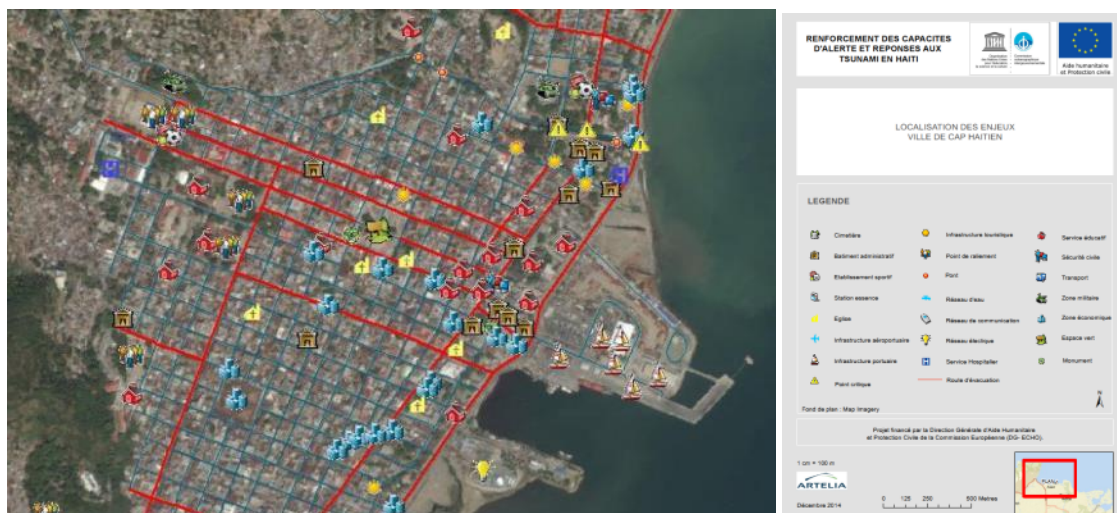 RENFORCEMENT DES CAPACITES
D'ALERTE ET REPONSES AUX
TSUNAMI EN HAITI
Aide humanitaire
et Protection civile
LOCALISATION DES ENJEUX
VILLE DE CAP HAITIEN
LEGENDE
Cimetière
Batiment administratif
Etablissement sportif
Station essence
Eglise
Infrastructure aéroportuaire
Infrastructure portuaire
Point critique
Infrastructure touristique
Point de ralliement
Pont
Réseau d'eau
Réseau de communication
Réseau électrique
Service Hospitalier
Route d'évacuation
Service éducatif
Sécurité civile
Transport
Zone militaire
Zone économique
Espace vert
Monument
N
Fond de plan : Map Imagery
Projet financé par la Direction Générale d'Aide Humanitaire
et Protection Civile de la Commission Européenne (DG- ECHO).
1 cm = 100 m
ARTELIA
Décembre 2014
0 125 250 500 Metres